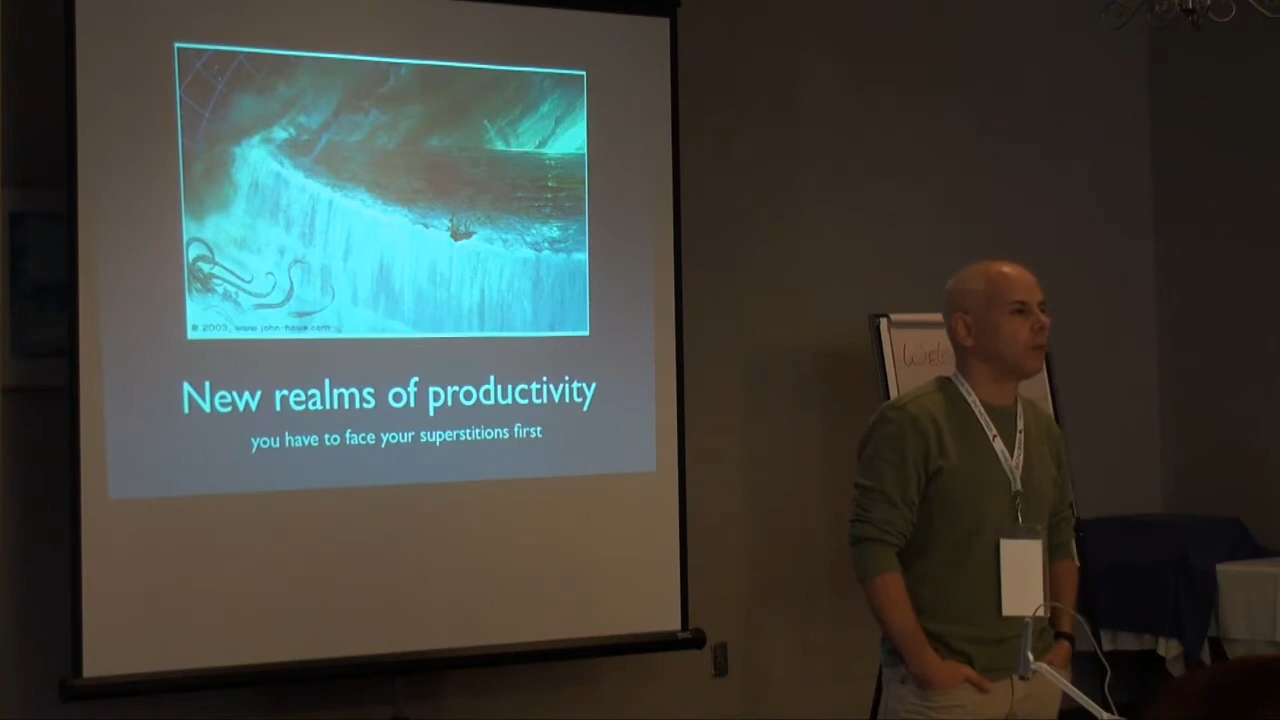 © 2003, www.john-howe.com
New realms of productivity
you have to face your superstitions first